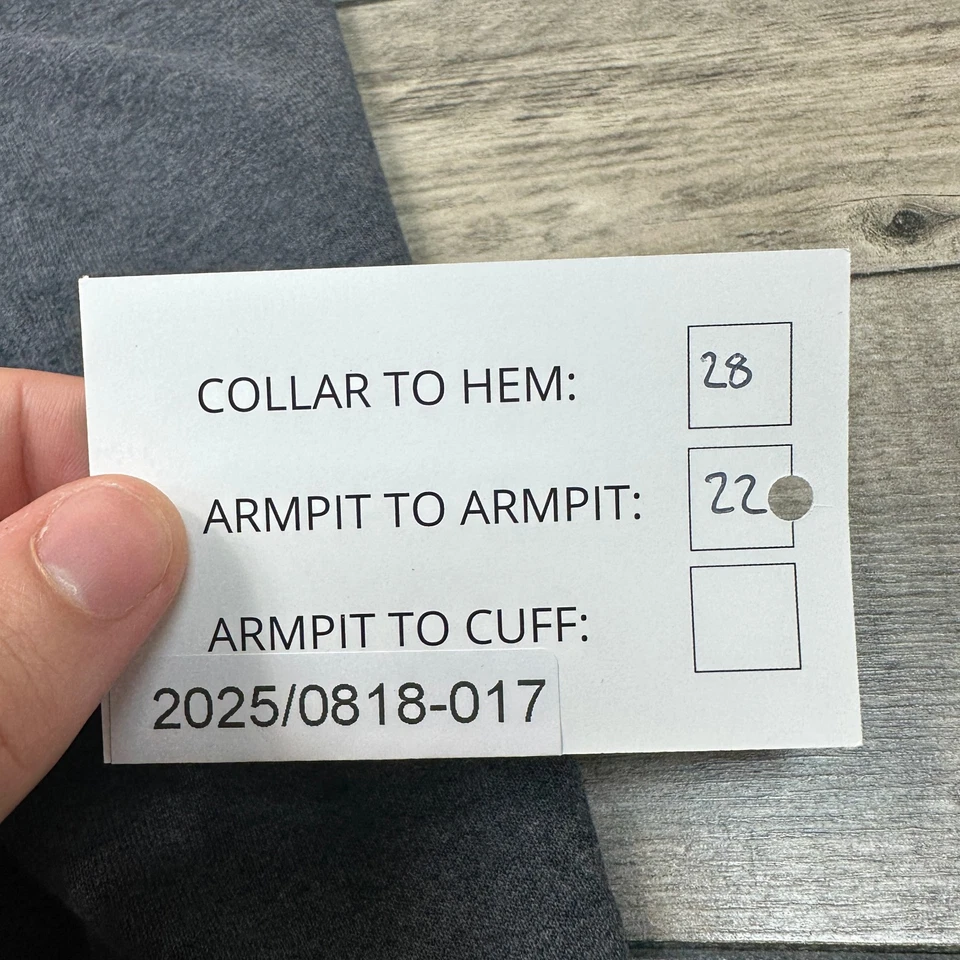 COLLAR TO HEM: 28
ARMPIT TO ARMPIT: 22
ARMPIT TO CUFF:
2025/0818-017